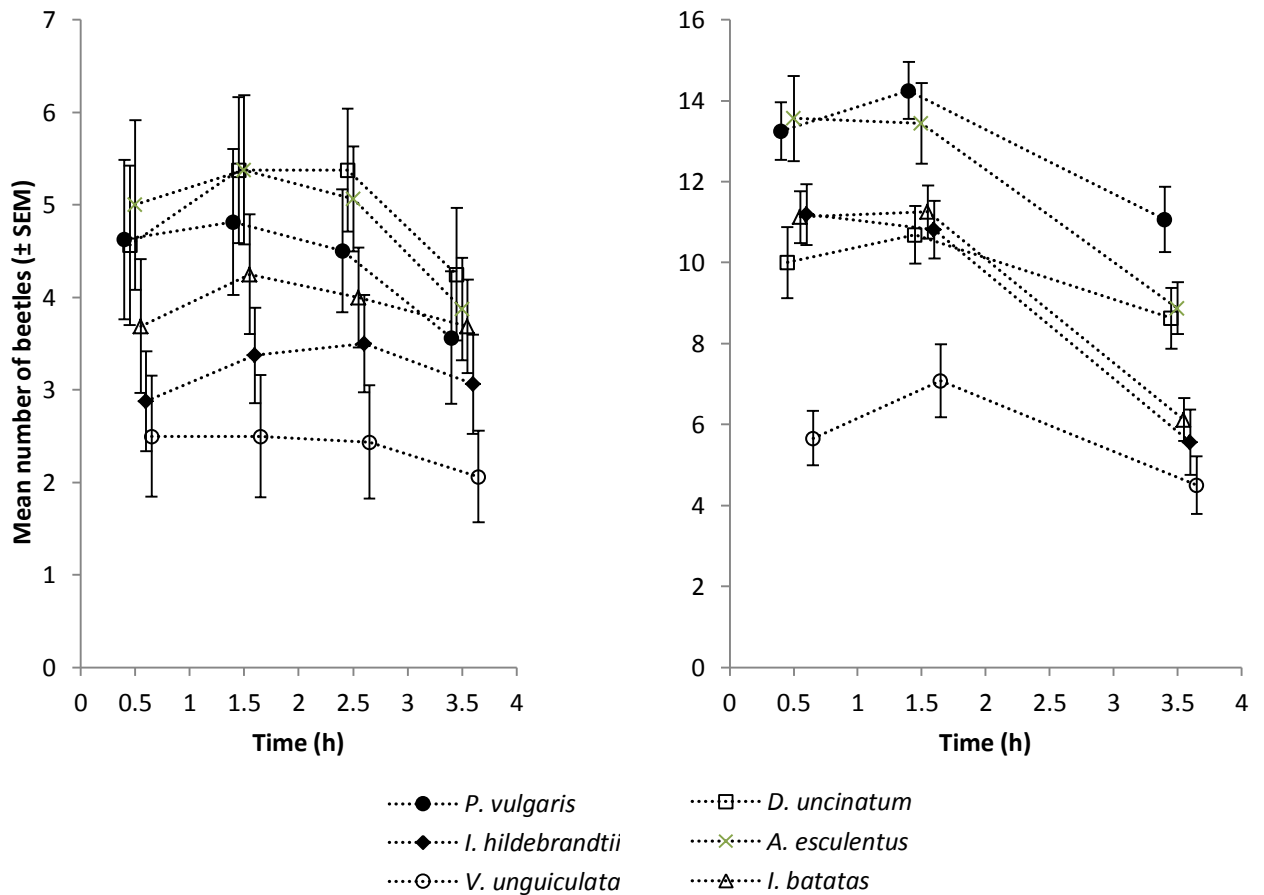 Mean number of beetles (± SEM)
7
6
5
4
3
2
1
0
0 0.5 1 1.5 2 2.5 3 3.5 4
Time (h)
16
14
12
10
8
6
4
2
0
0 0.5 1 1.5 2 2.5 3 3.5 4
Time (h)
P. vulgaris D. uncinatum
I. hildebrandtii A. esculentus
V. unguiculata I. batatas